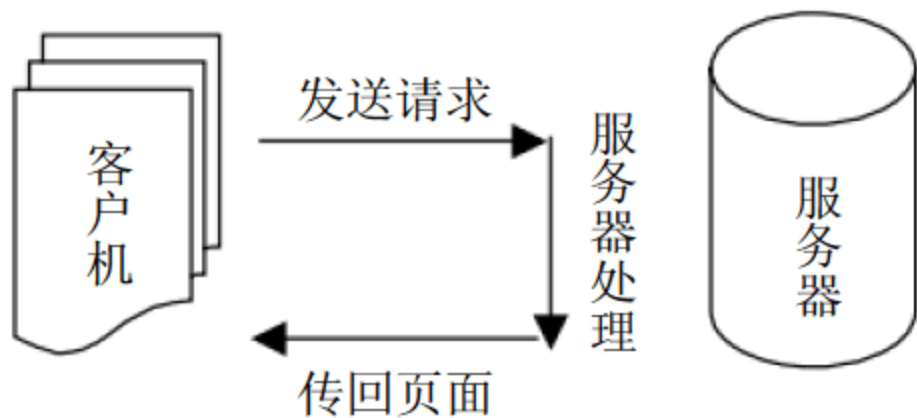 客户机
发送请求
服务器处理
传回页面
服务器